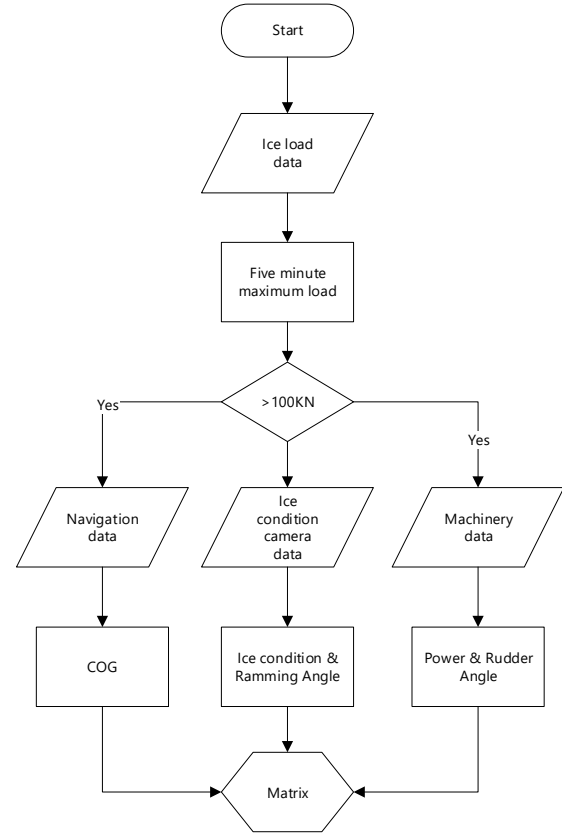 Start
Ice load
data
Five minute
maximum load
>100KN
Yes
Yes
Navigation
data
Ice
condition
camera
data
Machinery
data
COG
Ice condition &
Ramming Angle
Power & Rudder
Angle
Matrix